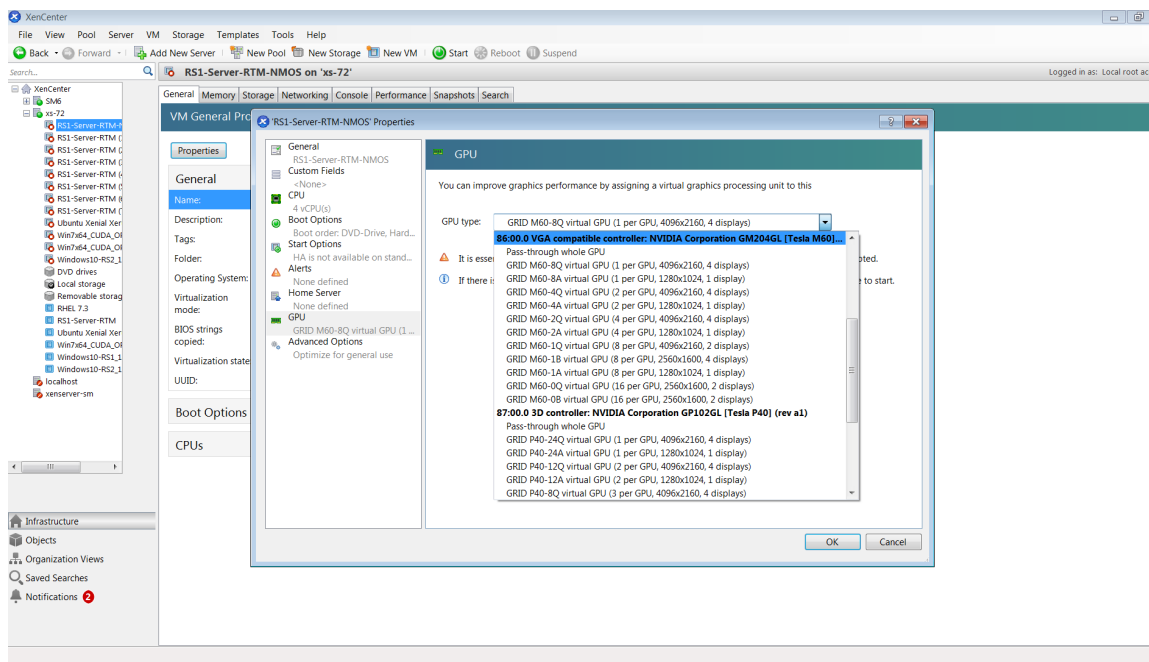 XenCenter
File View Pool Server VM Storage Templates Tools Help
Back Forward Add New Server New Pool New Storage New VM Start Reboot Suspend
Search...
RS1-Server-RTM-NMOS on 'xs-72'
Logged in as: Local root ac
XenCenter
SM6
xs-72
RS1-Server-RTM-N
RS1-Server-RTM (
RS1-Server-RTM (
RS1-Server-RTM (
RS1-Server-RTM (
RS1-Server-RTM (
RS1-Server-RTM (
RS1-Server-RTM (
Ubuntu Xenial Xer
Win7x64_CUDA_OF
Win7x64_CUDA_OF
Windows10-RS2_1
DVD drives
Local storage
Removable storag
RHEL 7.3
RS1-Server-RTM
Ubuntu Xenial Xer
Win7x64_CUDA_OF
Windows10-RS1_1
Windows10-RS2_1
localhost
xenserver-sm
Infrastructure
Objects
Organization Views
Saved Searches
Notifications 2
General Memory Storage Networking Console Performance Snapshots Search
VM General Pro
Properties
General
Name:
Description:
Tags:
Folder:
Operating System:
Virtualization
mode:
BIOS strings
copied:
Virtualization state
UUID:
Boot Options
CPUs
'RS1-Server-RTM-NMOS' Properties
General
RS1-Server-RTM-NMOS
Custom Fields
<None>
CPU
4 vCPU(s)
Boot Options
Boot order: DVD-Drive, Hard...
Start Options
HA is not available on stand...
Alerts
None defined
Home Server
None defined
GPU
GRID M60-8Q virtual GPU (1 ...
Advanced Options
Optimize for general use
GPU
You can improve graphics performance by assigning a virtual graphics processing unit to this
GPU type: GRID M60-8Q virtual GPU (1 per GPU, 4096x2160, 4 displays)
It is esse
pted.
If there i
e to start.
86:00.0 VGA compatible controller: NVIDIA Corporation GM204GL [Tesla M60]...
Pass-through whole GPU
GRID M60-8Q virtual GPU (1 per GPU, 4096x2160, 4 displays)
GRID M60-8A virtual GPU (1 per GPU, 1280x1024, 1 display)
GRID M60-4Q virtual GPU (2 per GPU, 4096x2160, 4 displays)
GRID M60-4A virtual GPU (2 per GPU, 1280x1024, 1 display)
GRID M60-2Q virtual GPU (4 per GPU, 4096x2160, 4 displays)
GRID M60-2A virtual GPU (4 per GPU, 1280x1024, 1 display)
GRID M60-1Q virtual GPU (8 per GPU, 4096x2160, 2 displays)
GRID M60-1B virtual GPU (8 per GPU, 2560x1600, 4 displays)
GRID M60-1A virtual GPU (8 per GPU, 1280x1024, 1 display)
GRID M60-0Q virtual GPU (16 per GPU, 2560x1600, 2 displays)
GRID M60-0B virtual GPU (16 per GPU, 2560x1600, 2 displays)
87:00.0 3D controller: NVIDIA Corporation GP102GL [Tesla P40] (rev a1)
Pass-through whole GPU
GRID P40-24Q virtual GPU (1 per GPU, 4096x2160, 4 displays)
GRID P40-24A virtual GPU (1 per GPU, 1280x1024, 1 display)
GRID P40-12Q virtual GPU (2 per GPU, 4096x2160, 4 displays)
GRID P40-12A virtual GPU (2 per GPU, 1280x1024, 1 display)
GRID P40-8Q virtual GPU (3 per GPU, 4096x2160, 4 displays)
OK Cancel